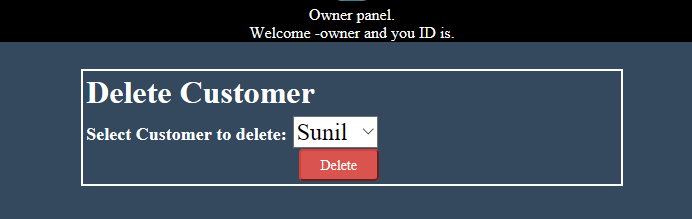 Owner panel.
Welcome -owner and you ID is.
Delete Customer
Select Customer to delete: Sunil
Delete